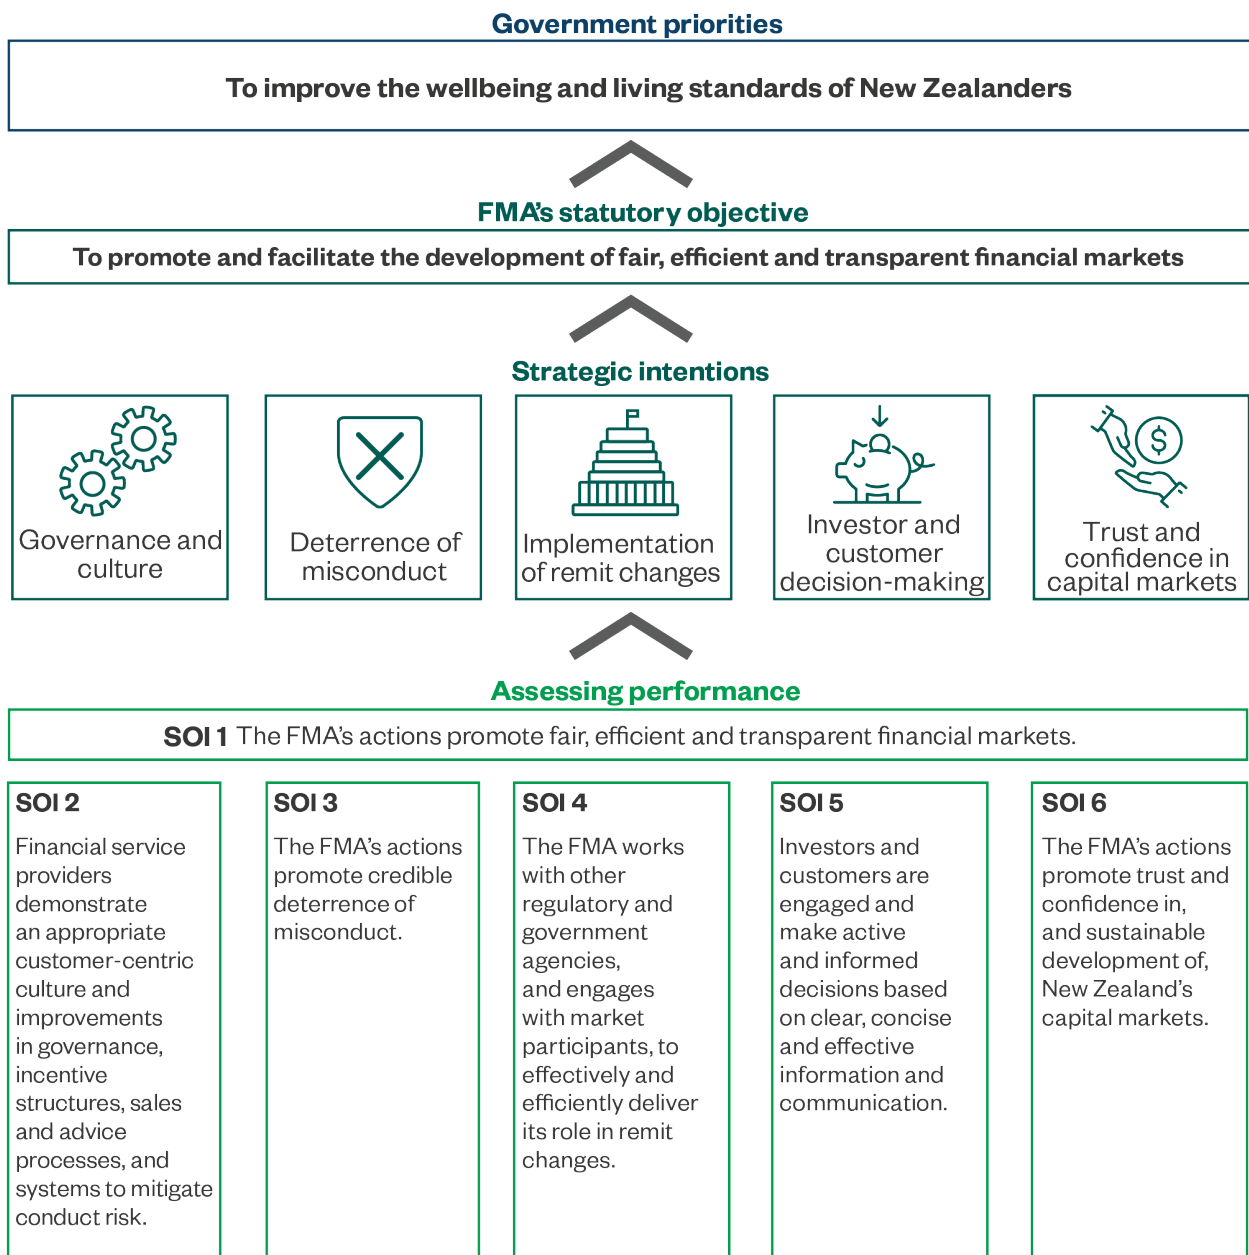 Government priorities
To improve the wellbeing and living standards of New Zealanders
FMA’s statutory objective
To promote and facilitate the development of fair, efficient and transparent financial markets
Strategic intentions
Governance and
culture
Deterrence of
misconduct
Implementation
of remit changes
Investor and
customer
decision-making
$
Trust and
confidence in
capital markets
Assessing performance
SOI 1 The FMA’s actions promote fair, efficient and transparent financial markets.
SOI 2
Financial service
providers
demonstrate
an appropriate
customer-centric
culture and
improvements
in governance,
incentive
structures, sales
and advice
processes, and
systems to mitigate
conduct risk.
SOI 3
The FMA’s actions
promote credible
deterrence of
misconduct.
SOI 4
The FMA works
with other
regulatory and
government
agencies,
and engages
with market
participants, to
effectively and
efficiently deliver
its role in remit
changes.
SOI 5
Investors and
customers are
engaged and
make active
and informed
decisions based
on clear, concise
and effective
information and
communication.
SOI 6
The FMA’s actions
promote trust and
confidence in,
and sustainable
development of,
New Zealand’s
capital markets.